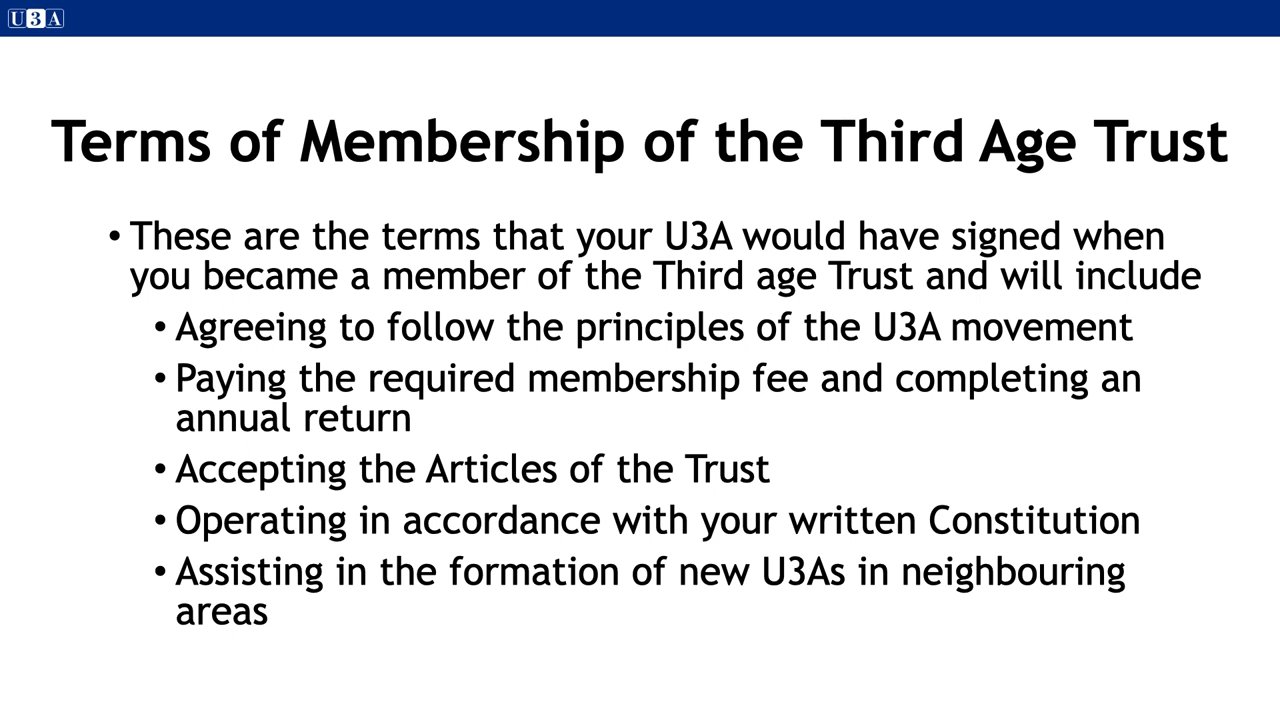 U3A
Terms of Membership of the Third Age Trust
• These are the terms that your U3A would have signed when
you became a member of the Third age Trust and will include
• Agreeing to follow the principles of the U3A movement
• Paying the required membership fee and completing an
annual return
• Accepting the Articles of the Trust
• Operating in accordance with your written Constitution
• Assisting in the formation of new U3As in neighbouring
areas